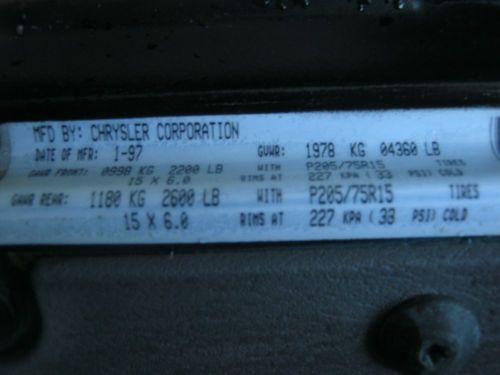 MFD BY: CHRYSLER CORPORATION
DATE OF MFR: 1-97 GVWR: 1978 KG 04360 LB
GAWR FRONT: 0998 KG 2200 LB WITH P205/75R15 TIRES
15 X 6.0 RIMS AT 227 KPA ( 33 PSI) COLD
GAWR REAR: 1180 KG 2600 LB WITH P205/75R15 TIRES
15 X 6.0 RIMS AT 227 KPA ( 33 PSI) COLD